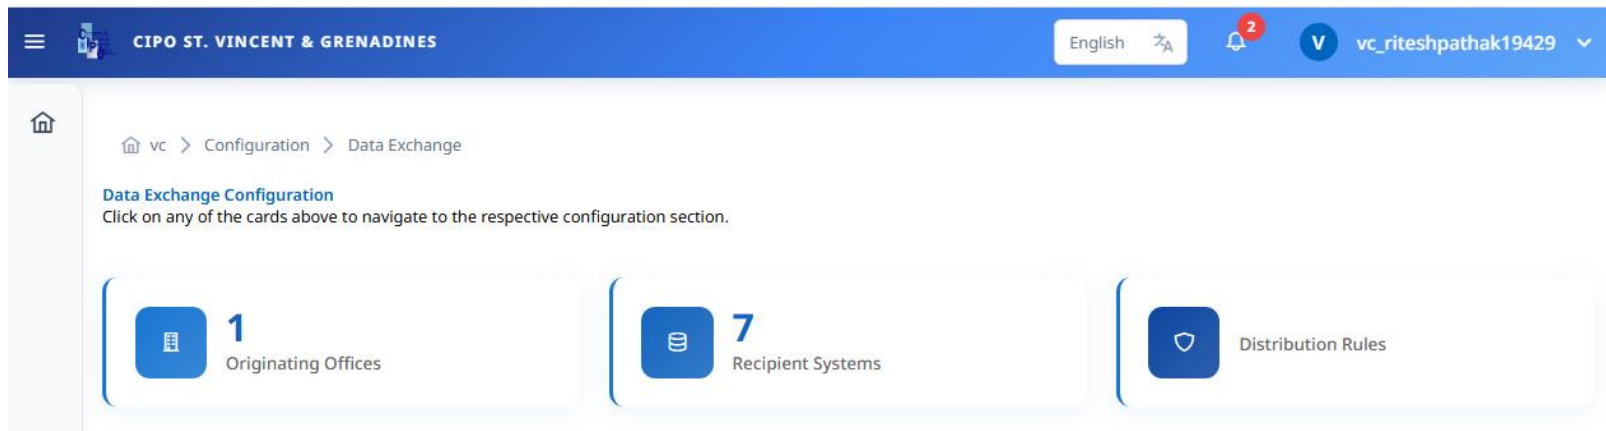 CIPO ST. VINCENT & GRENADINES
English
2
V
vc_riteshpathak19429
vc > Configuration > Data Exchange
Data Exchange Configuration
Click on any of the cards above to navigate to the respective configuration section.
1
Originating Offices
7
Recipient Systems
Distribution Rules